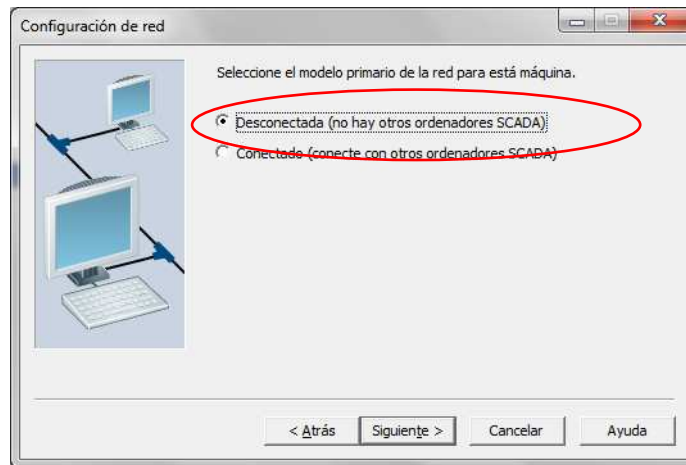 Configuración de red
Seleccione el modelo primario de la red para está máquina.
Desconectada (no hay otros ordenadores SCADA)
Conectado (conecte con otros ordenadores SCADA)
< Atrás
Siguiente >
Cancelar
Ayuda